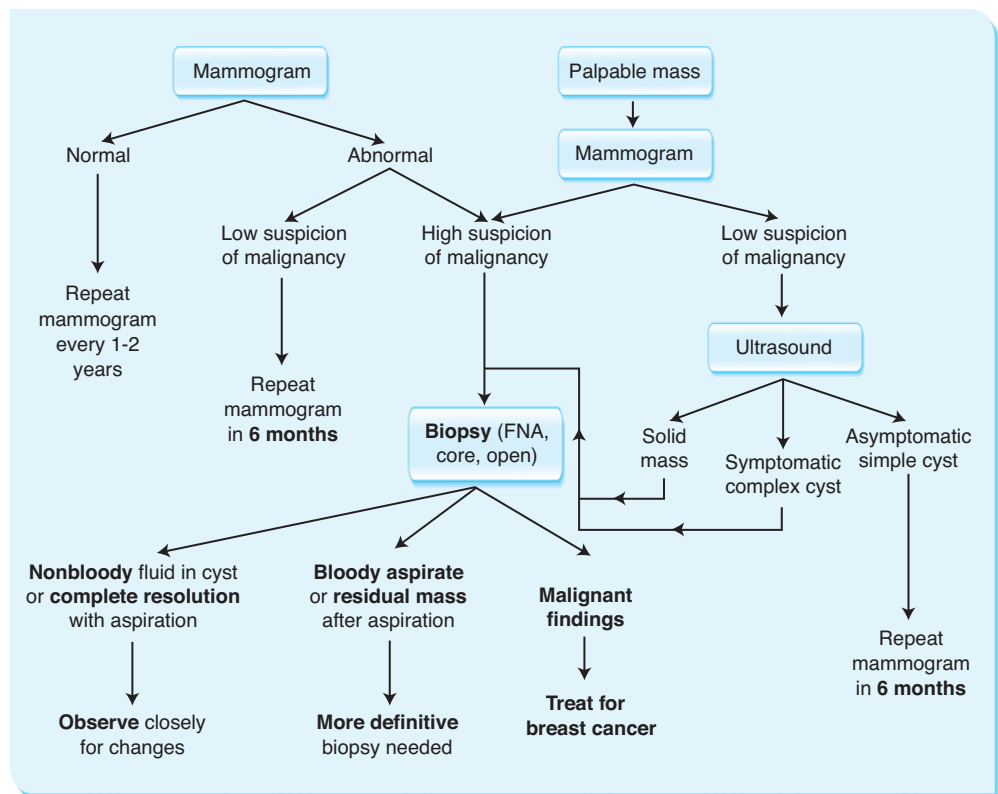 Mammogram
Palpable mass
Normal
Abnormal
Mammogram
Low suspicion
of malignancy
High suspicion
of malignancy
Low suspicion
of malignancy
Repeat
mammogram
every 1-2
years
Repeat
mammogram
in 6 months
Ultrasound
Biopsy (FNA,
core, open)
Solid
mass
Symptomatic
complex cyst
Asymptomatic
simple cyst
Nonbloody fluid in cyst
or complete resolution
with aspiration
Bloody aspirate
or residual mass
after aspiration
Malignant
findings
Repeat
mammogram
in 6 months
Observe closely
for changes
More definitive
biopsy needed
Treat for
breast cancer